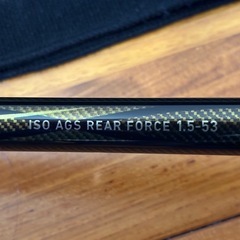 ISO AGS REAR FORCE 1.5-53